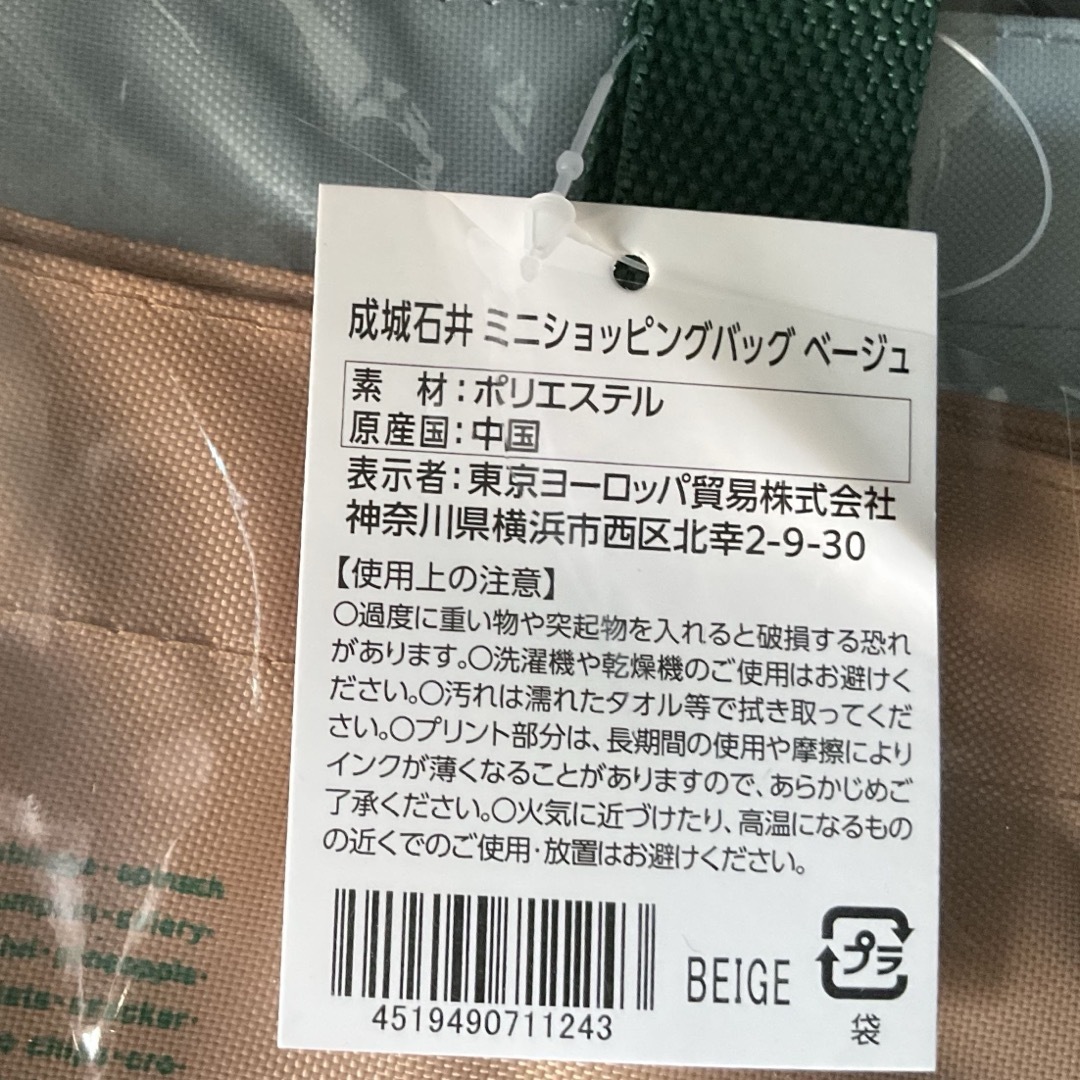 成城石井 ミニショッピングバッグ ベージュ
素 材:ポリエステル
原産国:中国
表示者:東京ヨーロッパ貿易株式会社
神奈川県横浜市西区北幸2-9-30
【使用上の注意】
〇過度に重い物や突起物を入れると破損する恐れ
があります。〇洗濯機や乾燥機のご使用はお避けく
ださい。〇汚れは濡れたタオル等で拭き取ってくだ
さい。〇プリント部分は、長期間の使用や摩擦により
インクが薄くなることがありますので、あらかじめご
了承ください。〇火気に近づけたり、高温になるもの
の近くでのご使用・放置はお避けください。
4519490711243
BEIGE
プラ
袋
spinach